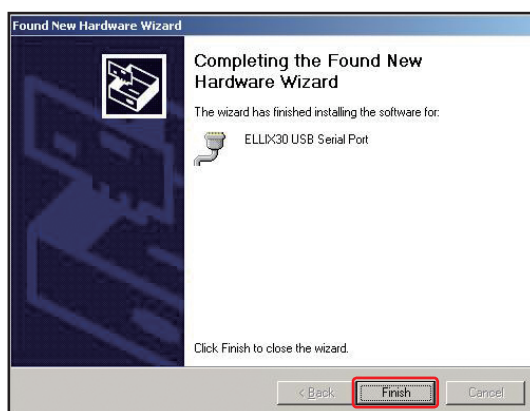 Found New Hardware Wizard
Completing the Found New
Hardware Wizard
The wizard has finished installing the software for:
ELLIX30 USB Serial Port
Click Finish to close the wizard.
< Back
Finish
Cancel